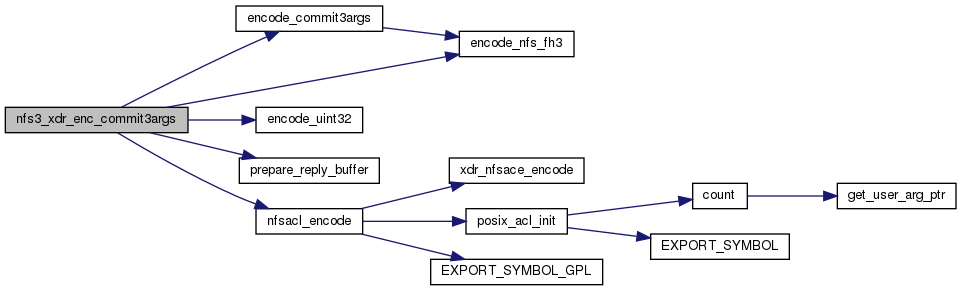 encode_commit3args
encode_nfs_fh3
nfs3_xdr_enc_commit3args
encode_uint32
prepare_reply_buffer
xdr_nfsace_encode
count
get_user_arg_ptr
nfsacl_encode
posix_acl_init
EXPORT_SYMBOL
EXPORT_SYMBOL_GPL